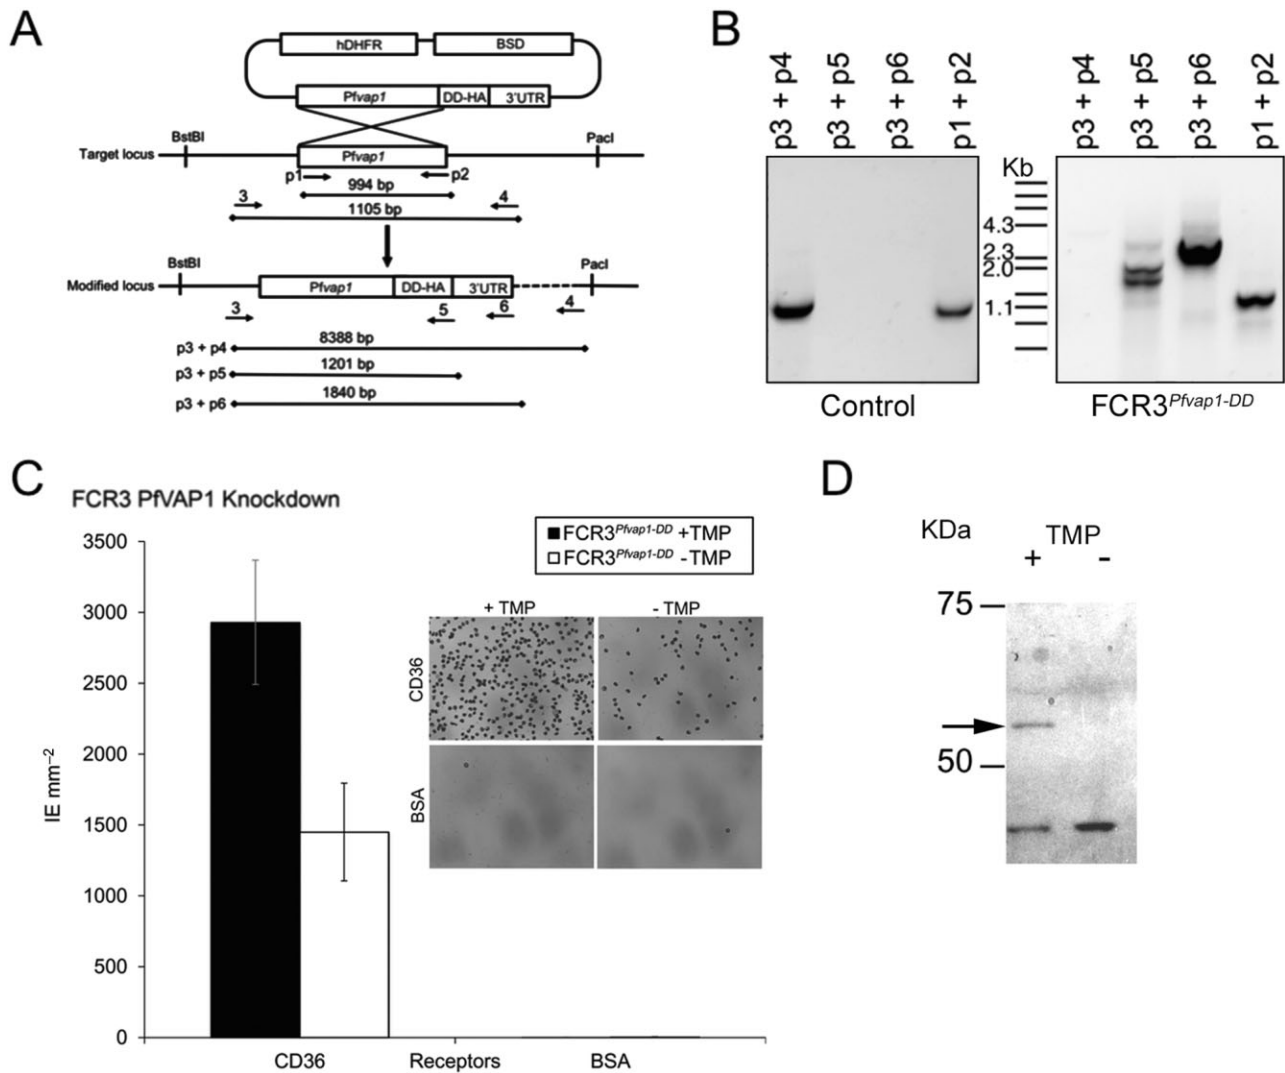 A
hDHFR BSD
Pfvap1 DD-HA 3'UTR
BstBI PacI
Target locus Pfvap1
p1 p2
994 bp
3 4
1105 bp
BstBI PacI
Modified locus Pfvap1 DD-HA 3'UTR
3 5 6 4
8388 bp
p3 + p4
1201 bp
p3 + p5
1840 bp
p3 + p6
B
p3 + p4
p3 + p5
p3 + p6
p1 + p2
p3 + p4
p3 + p5
p3 + p6
p1 + p2
Kb
4.3
2.3
2.0
1.1
Control
FCR3Pfvap1-DD
C
FCR3 PfVAP1 Knockdown
FCR3Pfvap1-DD +TMP
FCR3Pfvap1-DD -TMP
3500
3000
2500
2000
1500
1000
500
0
IE mm–2
+ TMP - TMP
CD36
BSA
CD36 Receptors BSA
D
KDa TMP
+ -
75
50